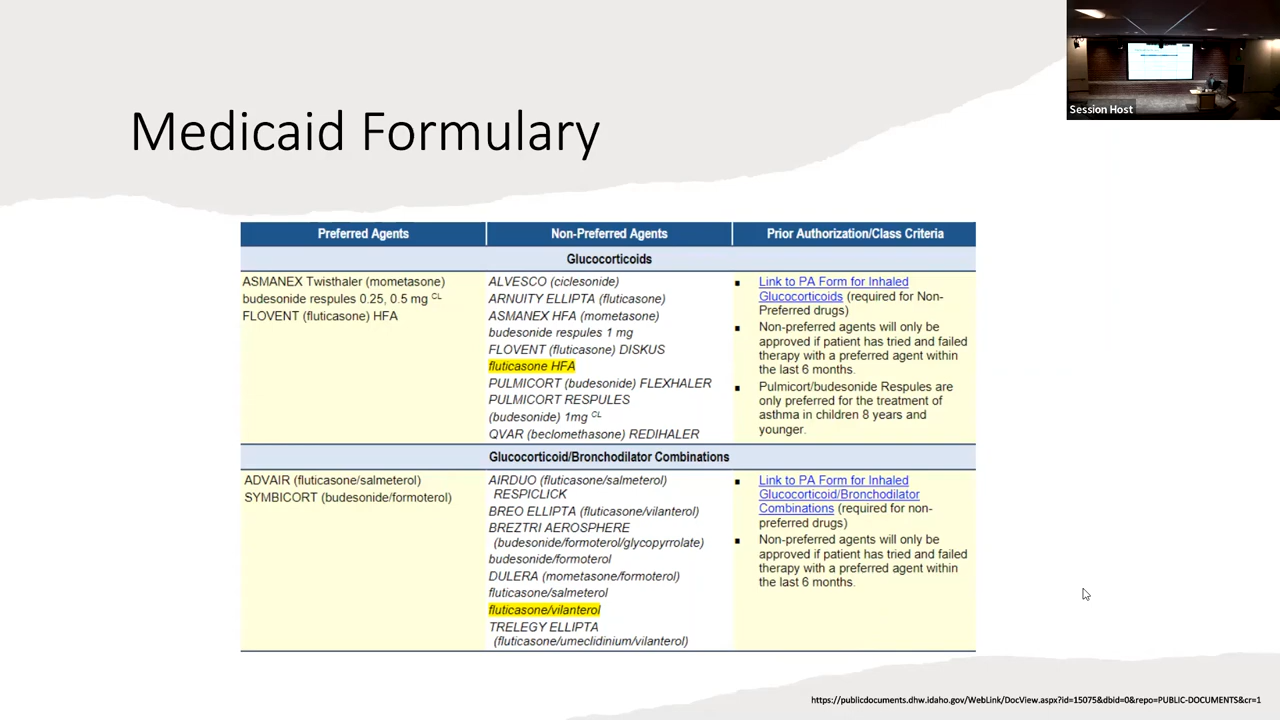 Session Host
Medicaid Formulary
Preferred Agents
Non-Preferred Agents
Prior Authorization/Class Criteria
Glucocorticoids
ASMANEX Twisthaler (mometasone)
budesonide respules 0.25, 0.5 mg CL
FLOVENT (fluticasone) HFA
ALVESCO (ciclesonide)
ARNUITY ELLIPTA (fluticasone)
ASMANEX HFA (mometasone)
budesonide respules 1 mg
FLOVENT (fluticasone) DISKUS
fluticasone HFA
PULMICORT (budesonide) FLEXHALER
PULMICORT RESPULES
(budesonide) 1mg CL
QVAR (beclomethasone) REDIHALER
▪ Link to PA Form for Inhaled
Glucocorticoids (required for Non-
Preferred drugs)
▪ Non-preferred agents will only be
approved if patient has tried and failed
therapy with a preferred agent within
the last 6 months.
▪ Pulmicort/budesonide Respules are
only preferred for the treatment of
asthma in children 8 years and
younger.
Glucocorticoid/Bronchodilator Combinations
ADVAIR (fluticasone/salmeterol)
SYMBICORT (budesonide/formoterol)
AIRDUO (fluticasone/salmeterol)
RESPICLICK
BREO ELLIPTA (fluticasone/vilanterol)
BREZTRI AEROSPHERE
(budesonide/formoterol/glycopyrrolate)
budesonide/formoterol
DULERA (mometasone/formoterol)
fluticasone/salmeterol
fluticasone/vilanterol
TRELEGY ELLIPTA
(fluticasone/umeclidinium/vilanterol)
▪ Link to PA Form for Inhaled
Glucocorticoid/Bronchodilator
Combinations (required for non-
preferred drugs)
▪ Non-preferred agents will only be
approved if patient has tried and failed
therapy with a preferred agent within
the last 6 months.
https://publicdocuments.dhw.idaho.gov/WebLink/DocView.aspx?id=15075&dbid=0&repo=PUBLIC-DOCUMENTS&cr=1